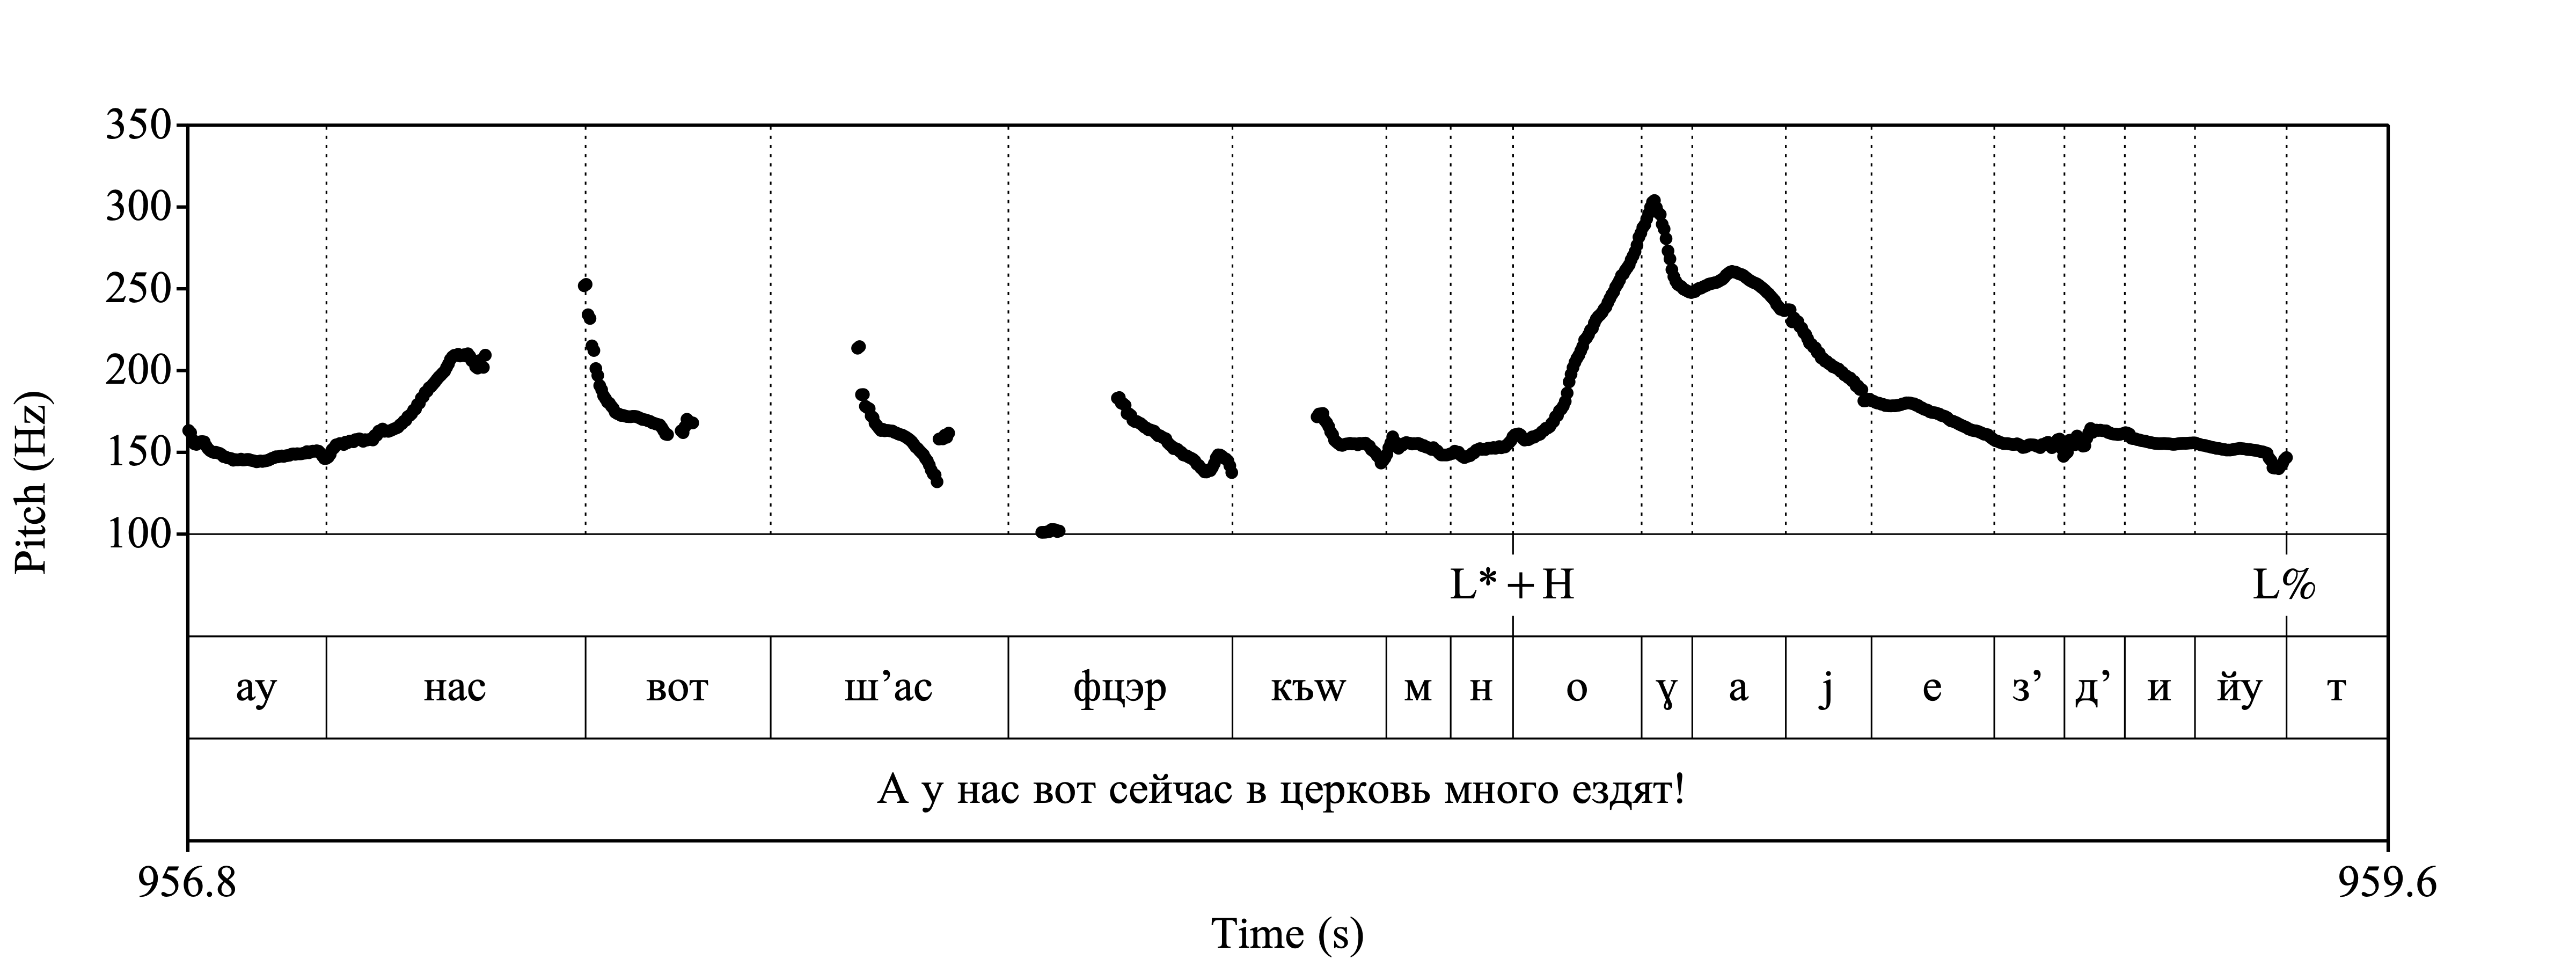 350
300
250
200
150
100
Pitch (Hz)
L*+H L%
ау нас вот ш’ас фцэр къw м н о ɣ а j е з’ д’ и йу т
А у нас вот сейчас в церковь много ездят!
956.8 959.6
Time (s)